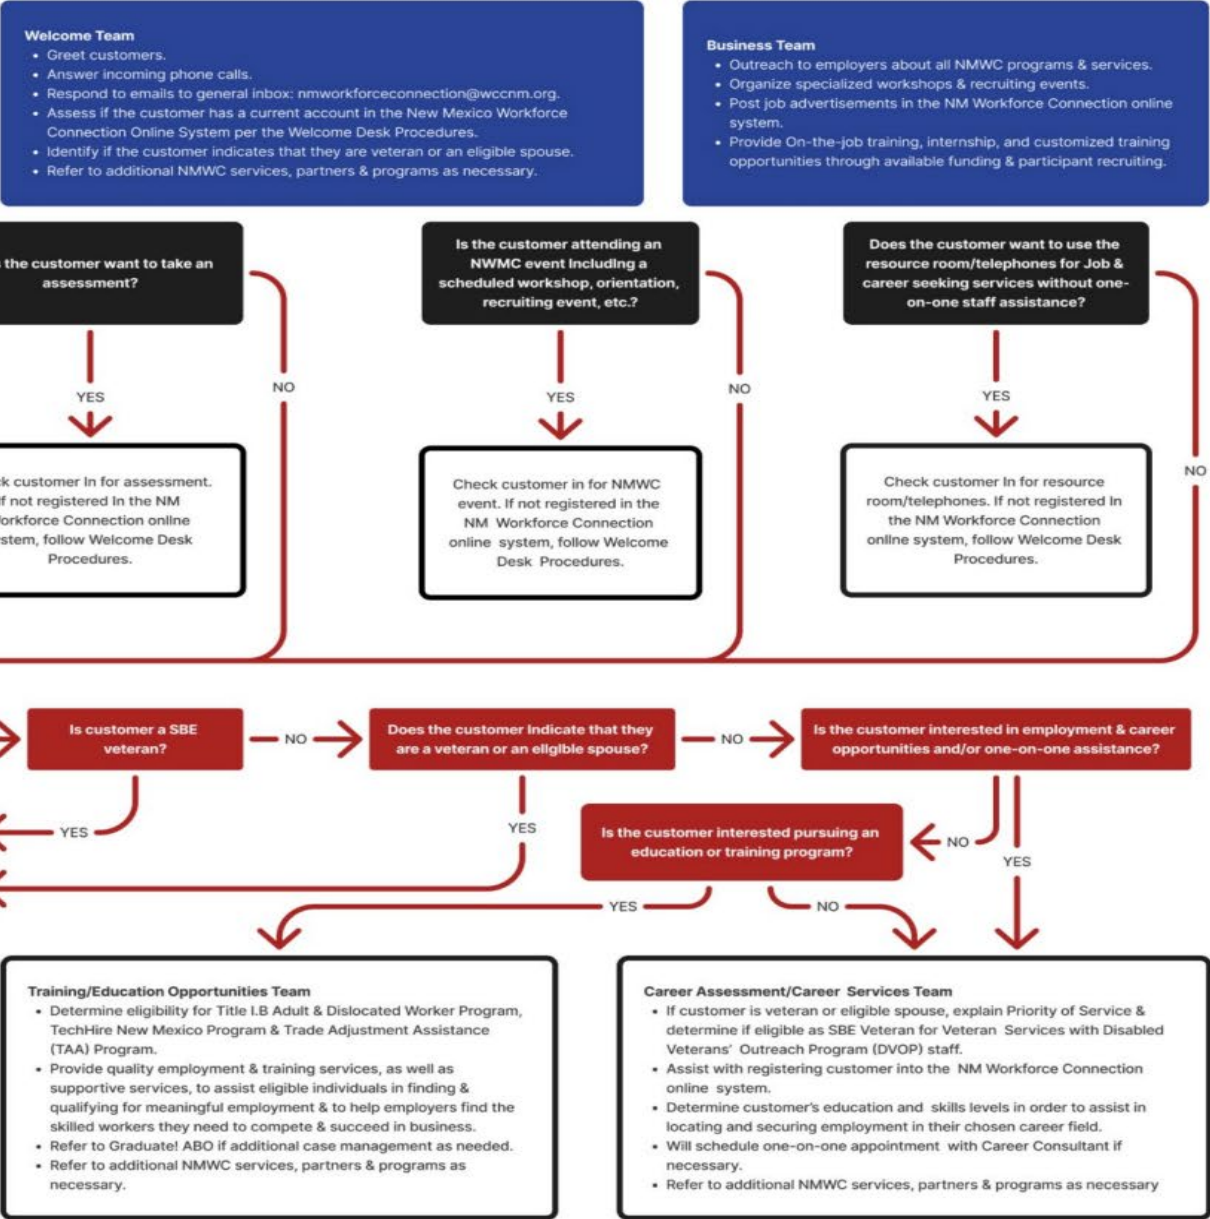 Welcome Team
• Greet customers.
• Answer incoming phone calls.
• Respond to emails to general inbox: nmworkforceconnection@wccnm.org.
• Assess if the customer has a current account in the New Mexico Workforce
Connection Online System per the Welcome Desk Procedures.
• Identify if the customer indicates that they are veteran or an eligible spouse.
• Refer to additional NMWC services, partners & programs as necessary.
Business Team
• Outreach to employers about all NMWC programs & services.
• Organize specialized workshops & recruiting events.
• Post job advertisements in the NM Workforce Connection online
system.
• Provide On-the-job training, internship, and customized training
opportunities through available funding & participant recruiting.
the customer want to take an
assessment?
Is the customer attending an
NWMC event Including a
scheduled workshop, orientation,
recruiting event, etc.?
Does the customer want to use the
resource room/telephones for Job &
career seeking services without one-
on-one staff assistance?
NO
NO
NO
YES
YES
YES
customer In for assessment.
not registered In the NM
Connection online
follow Welcome Desk
Procedures.
Check customer in for NMWC
event. If not registered in the
NM Workforce Connection
online system, follow Welcome
Desk Procedures.
Check customer In for resource
room/telephones. If not registered In
the NM Workforce Connection
online system, follow Welcome Desk
Procedures.
Is customer a SBE
veteran?
NO
Does the customer Indicate that they
are a veteran or an eligible spouse?
NO
Is the customer interested in employment & career
opportunities and/or one-on-one assistance?
YES
YES
Is the customer interested pursuing an
education or training program?
NO
YES
YES
NO
Training/Education Opportunities Team
• Determine eligibility for Title I.B Adult & Dislocated Worker Program,
TechHire New Mexico Program & Trade Adjustment Assistance
(TAA) Program.
• Provide quality employment & training services, as well as
supportive services, to assist eligible individuals in finding &
qualifying for meaningful employment & to help employers find the
skilled workers they need to compete & succeed in business.
• Refer to Graduate! ABO if additional case management as needed.
• Refer to additional NMWC services, partners & programs as
necessary.
Career Assessment/Career Services Team
• If customer is veteran or eligible spouse, explain Priority of Service &
determine if eligible as SBE Veteran for Veteran Services with Disabled
Veterans' Outreach Program (DVOP) staff.
• Assist with registering customer into the NM Workforce Connection
online system.
• Determine customer's education and skills levels in order to assist in
locating and securing employment in their chosen career field.
• Will schedule one-on-one appointment with Career Consultant if
necessary.
• Refer to additional NMWC services, partners & programs as necessary